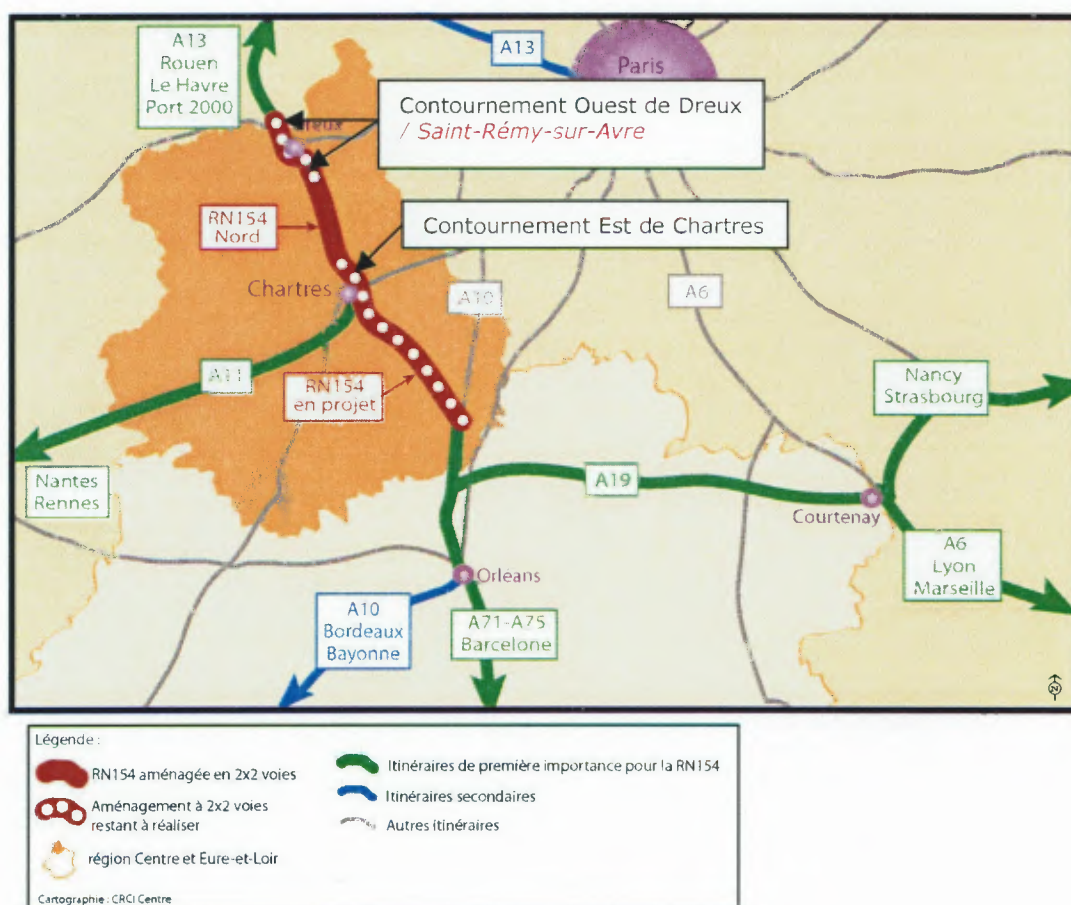 A13
Rouen
Le Havre
Port 2000
A13
Paris
Contournement Ouest de Dreux
/ Saint-Rémy-sur-Avre
RN154
Nord
Contournement Est de Chartres
Chartres
A10
A6
A11
RN154
en projet
Nancy
Strasbourg
Nantes
Rennes
A19
Courtenay
A6
Lyon
Marseille
Orléans
A10
Bordeaux
Bayonne
A71-A75
Barcelone
N
Légende :
RN154 aménagée en 2x2 voies
Aménagement à 2x2 voies
restant à réaliser
région Centre et Eure-et-Loir
Itinéraires de première importance pour la RN154
Itinéraires secondaires
Autres itinéraires
Cartographie : CRCI Centre